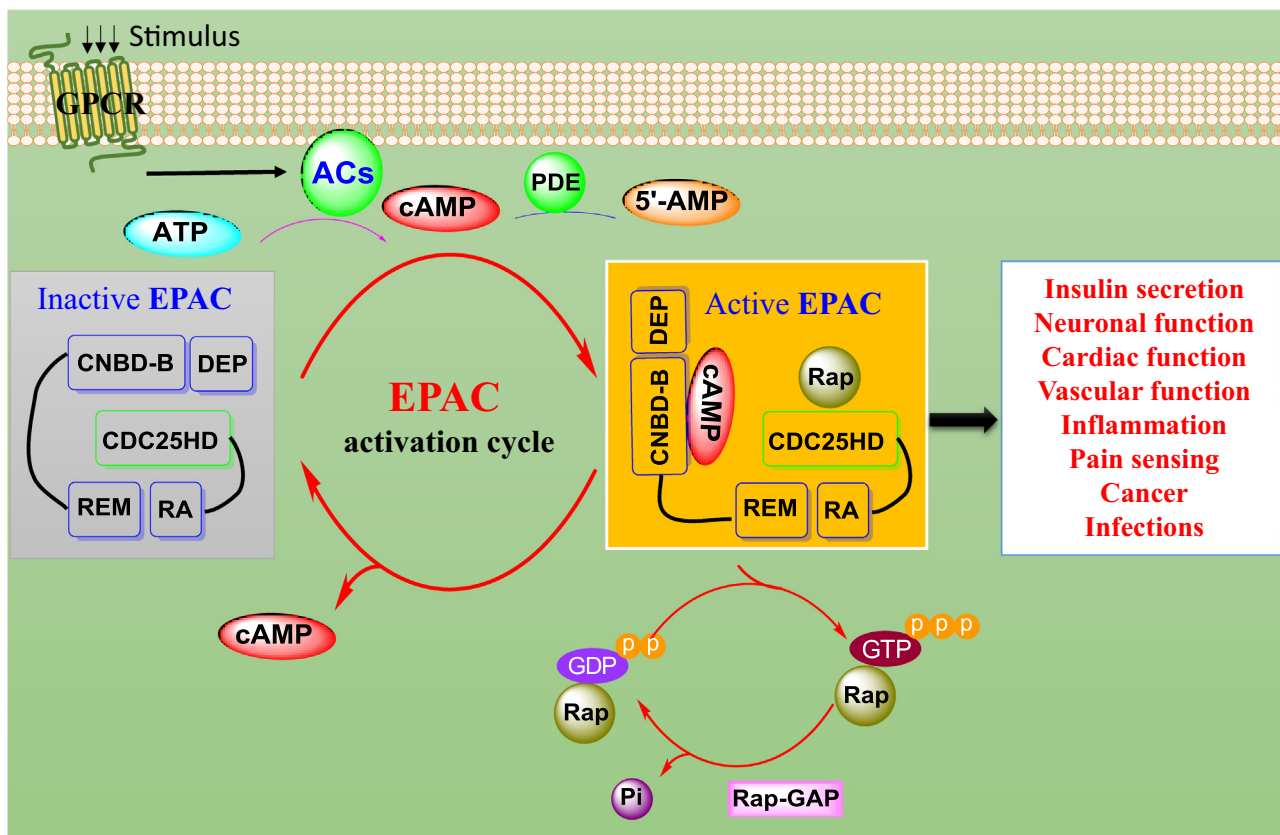 Stimulus
GPCR
ACs
PDE
cAMP
5'-AMP
ATP
Inactive EPAC
CNBD-B
DEP
CDC25HD
REM
RA
EPAC
activation cycle
Active EPAC
DEP
CNBD-B
cAMP
Rap
CDC25HD
REM
RA
Insulin secretion
Neuronal function
Cardiac function
Vascular function
Inflammation
Pain sensing
Cancer
Infections
cAMP
GDP
p
p
Rap
GTP
p
p
p
Rap
Pi
Rap-GAP